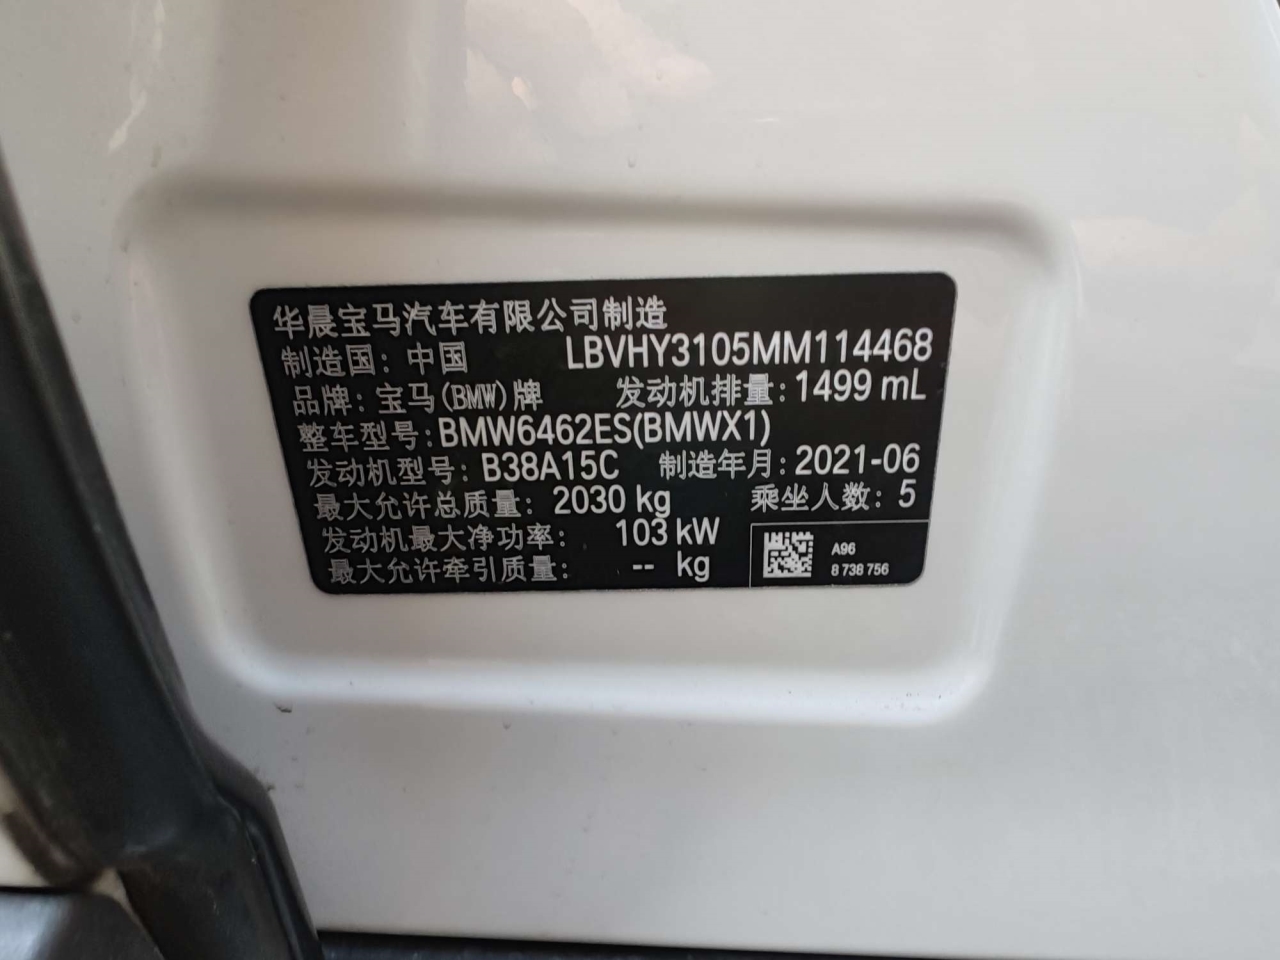 华晨宝马汽车有限公司制造
制造国：中国 LBVHY3105MM114468
品牌：宝马(BMW)牌 发动机排量：1499 mL
整车型号：BMW6462ES(BMWX1)
发动机型号：B38A15C 制造年月：2021-06
最大允许总质量：2030 kg 乘坐人数：5
发动机最大净功率：103 kW
最大允许牵引质量：-- kg
A96
8 738 756